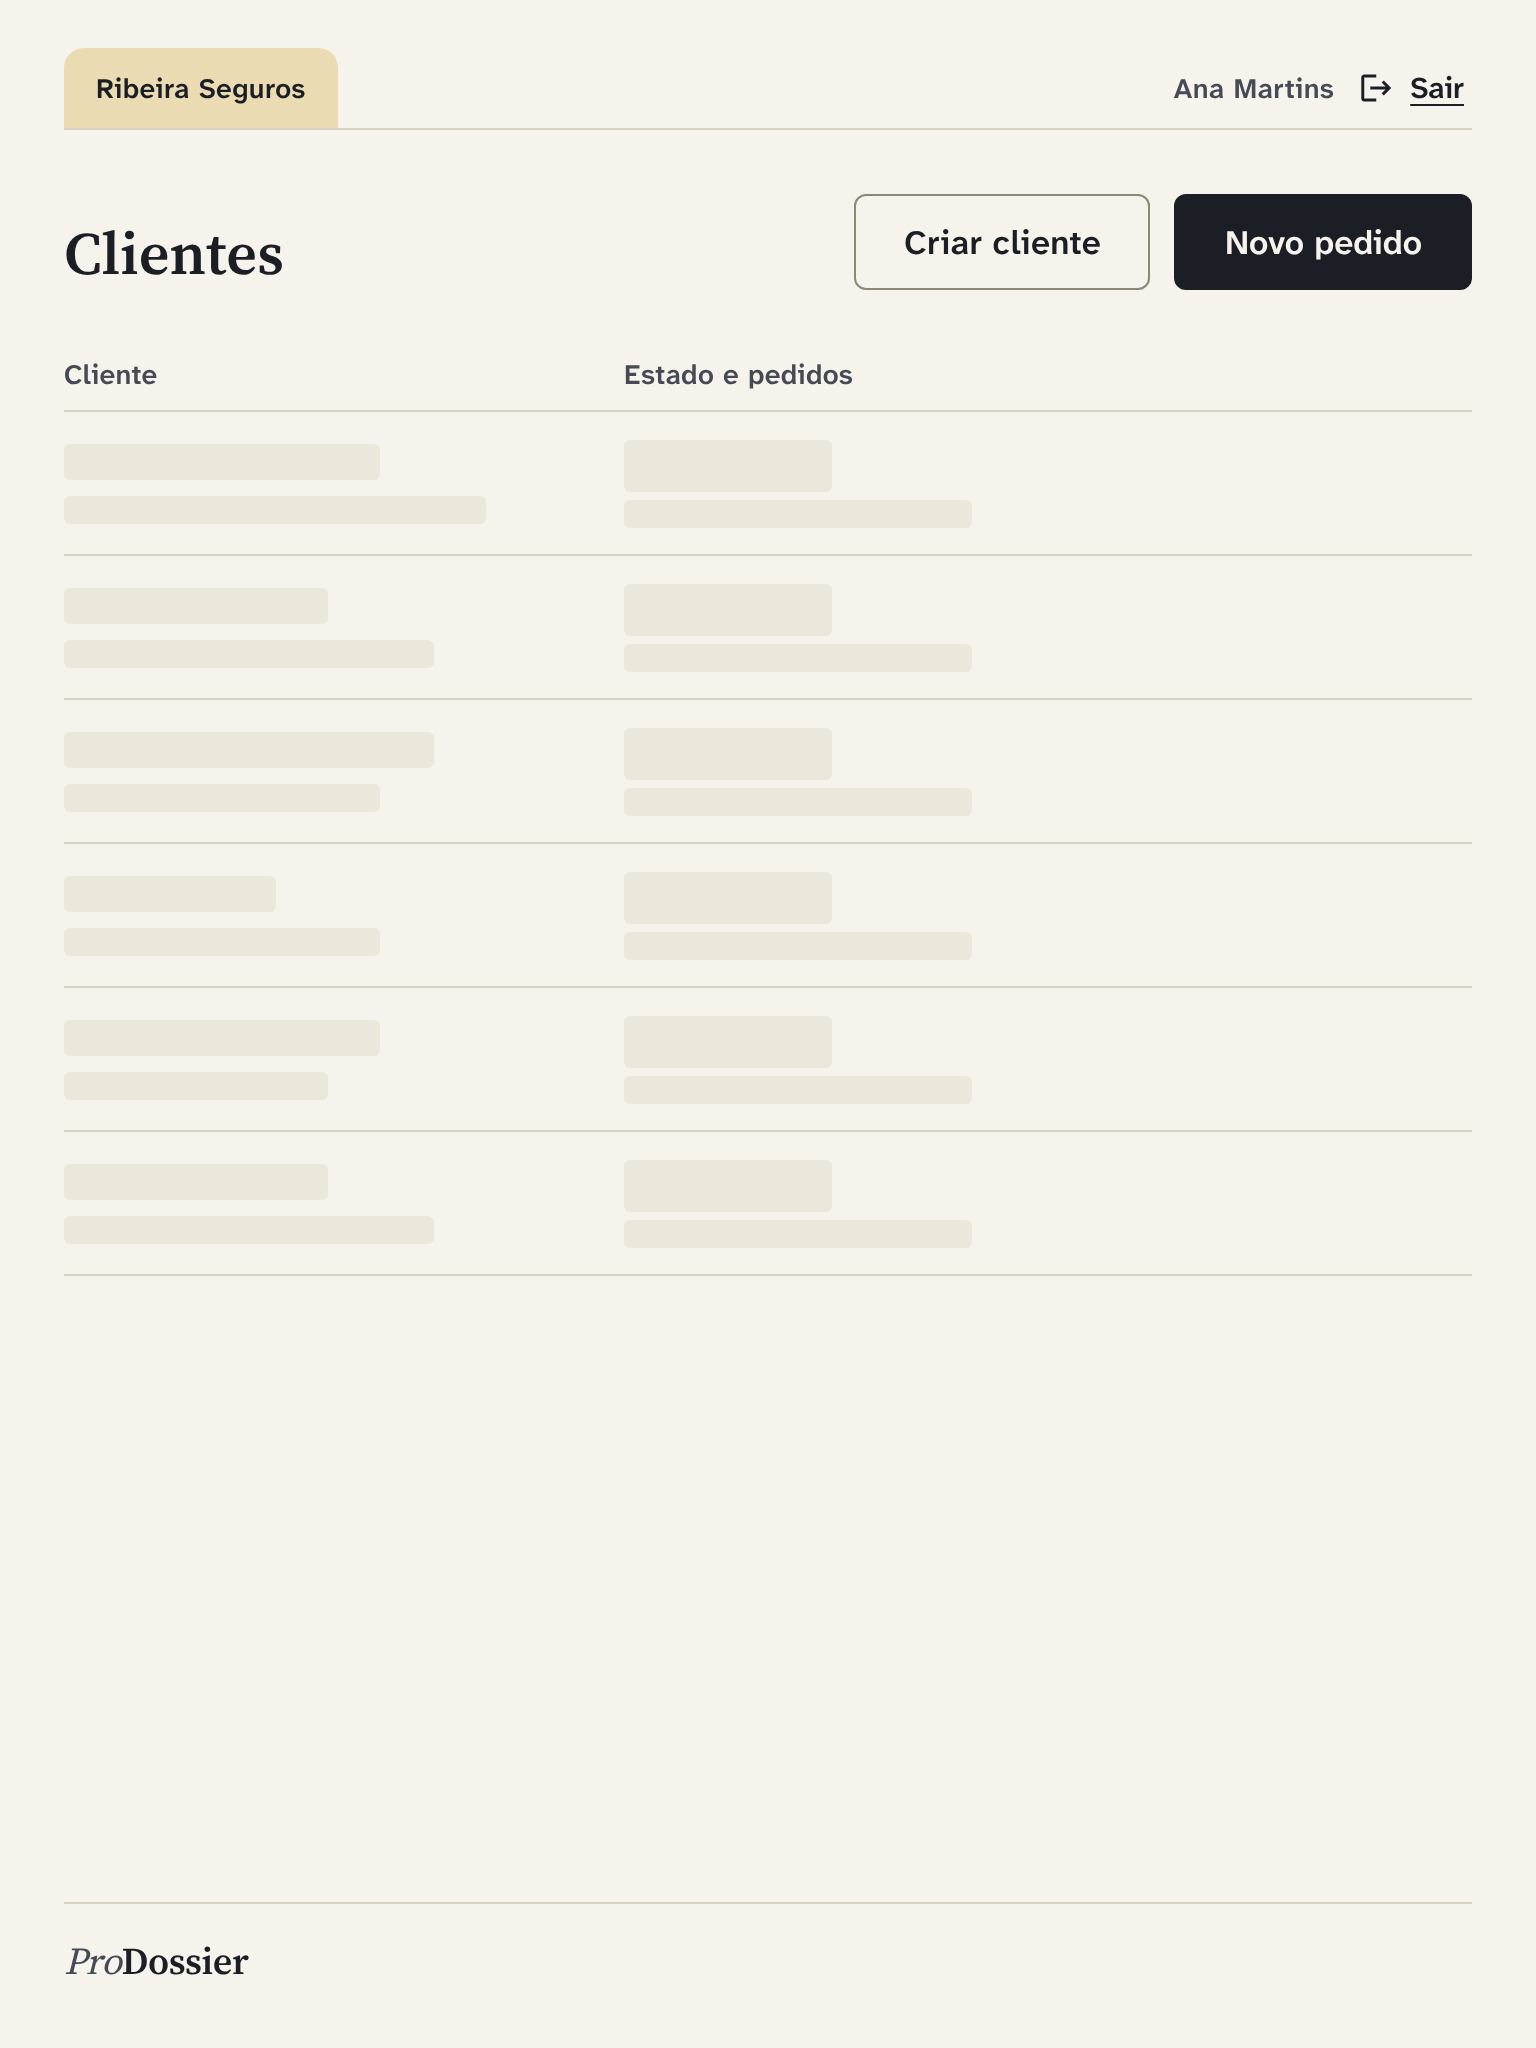 Ribeira Seguros
Ana Martins Sair
Clientes
Criar cliente
Novo pedido
Cliente
Estado e pedidos
ProDossier